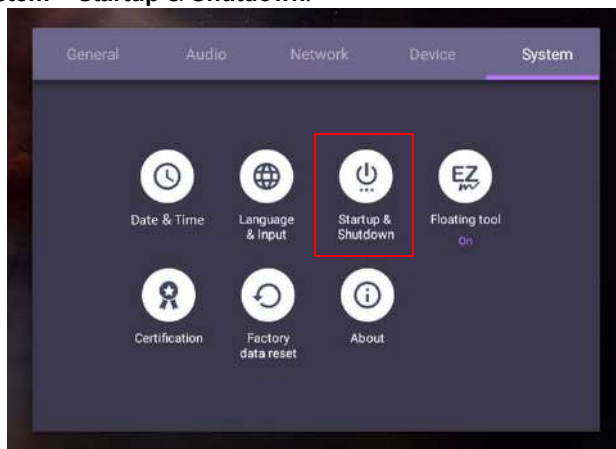 Startup & Shutdown.
General Audio Network Device System
EZ
Date & Time Language
& Input Startup &
Shutdown Floating tool
On
Certification Factory
data reset About